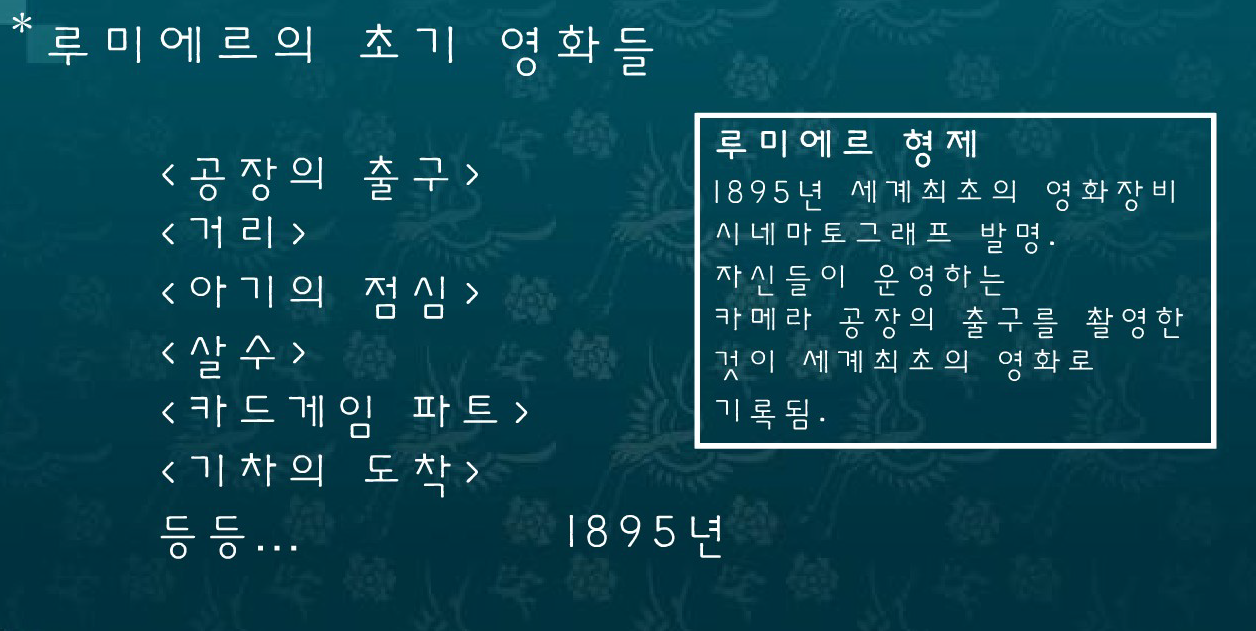 *루미에르의 초기 영화들
<공장의 출구>
<거리>
<아기의 점심>
<살수>
<카드게임 파트>
<기차의 도착>
등등... 1895년
루미에르 형제
1895년 세계최초의 영화장비
시네마토그래프 발명.
자신들이 운영하는
카메라 공장의 출구를 촬영한
것이 세계최초의 영화로
기록됨.